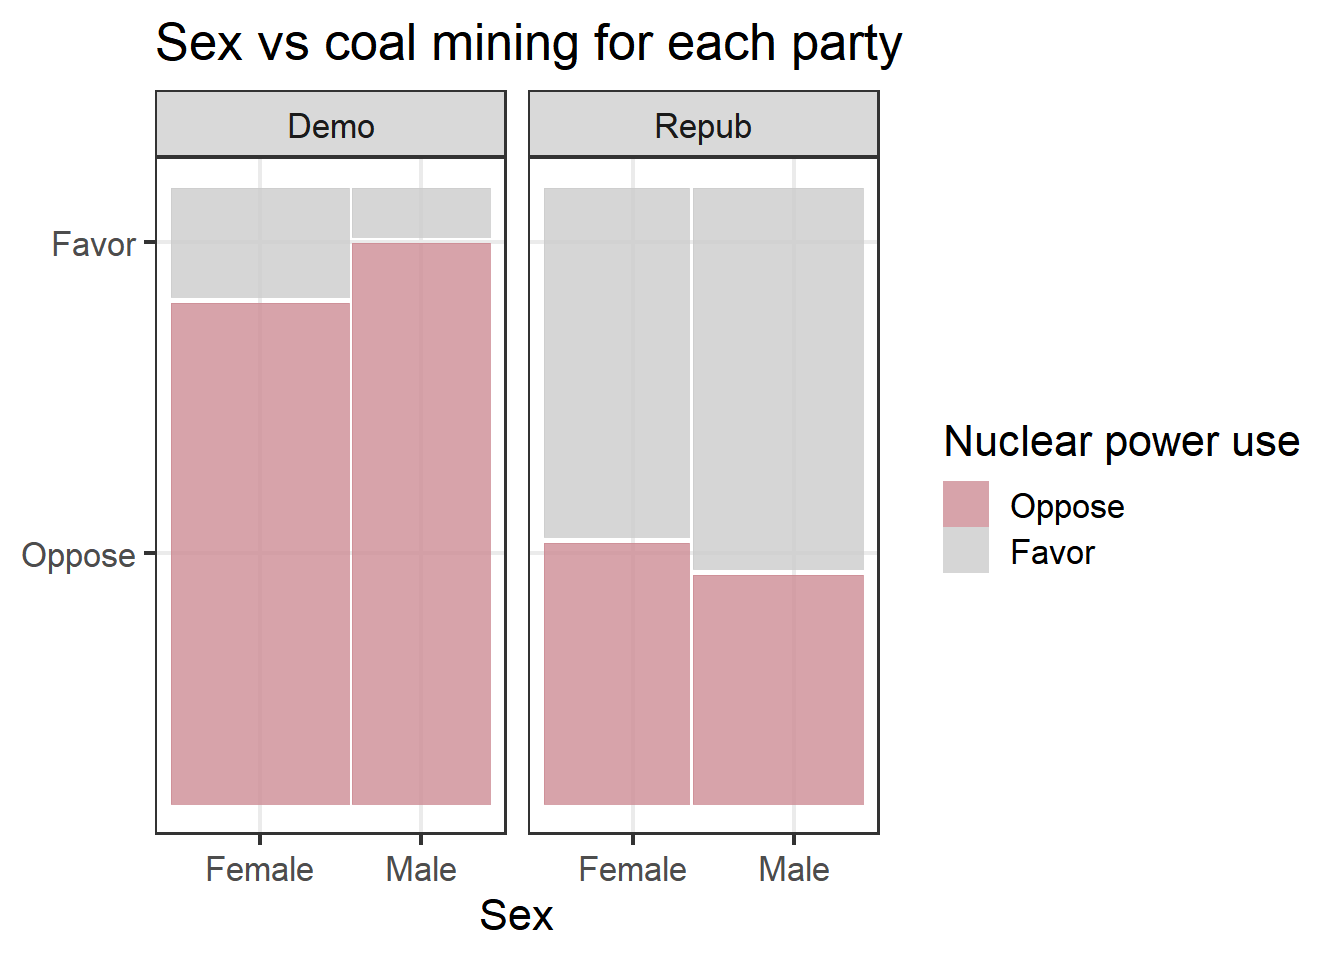 Sex vs coal mining for each party
Demo
Repub
Favor
Oppose
Female
Male
Female
Male
Sex
Nuclear power use
Oppose
Favor